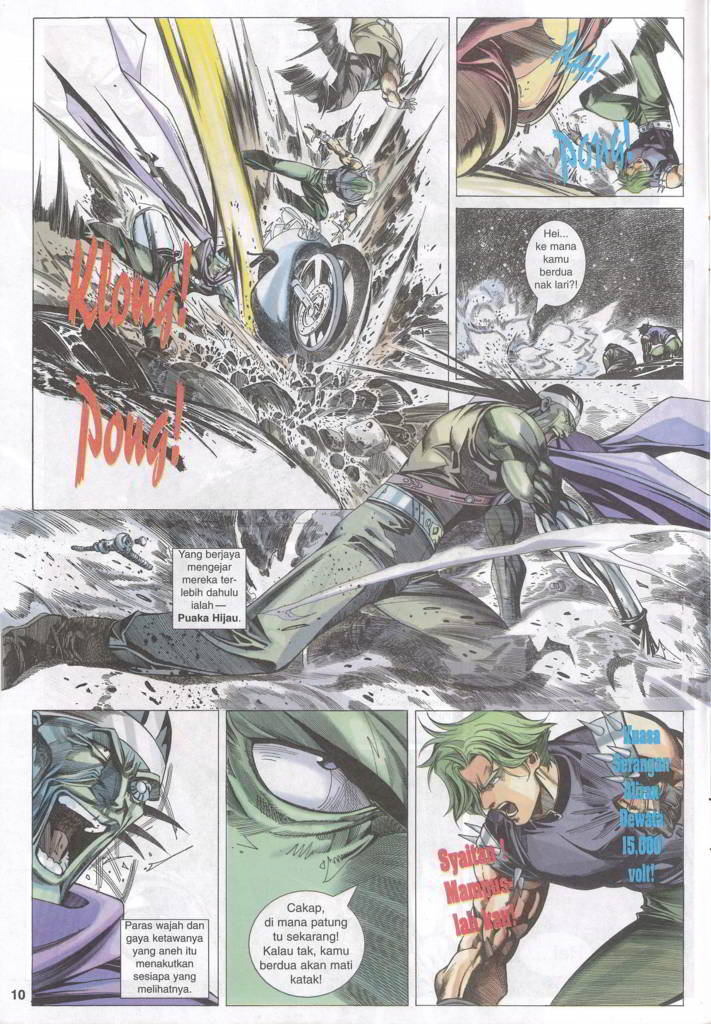 Klong!
Pong!
Pong!
Hei...
ke mana
kamu
berdua
nak lari?!
Yang berjaya
mengejar
mereka ter-
lebih dahulu
ialah—
Puaka Hijau.
Paras wajah dan
gaya ketawanya
yang aneh itu
menakutkan
sesiapa yang
melihatnya.
Cakap,
di mana patung
tu sekarang!
Kalau tak, kamu
berdua akan mati
katak!
Kuasa
Serangan
Aliran
Dewata
15,000
volt!
Syaitan!
Mampus-
lah kau!
10